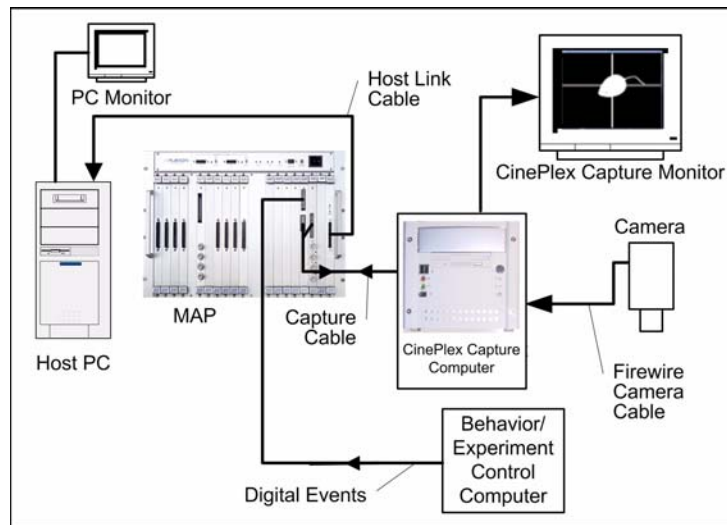 PC Monitor
Host Link
Cable
CinePlex Capture Monitor
Camera
MAP
Capture
Cable
CinePlex Capture
Computer
Host PC
Firewire
Camera
Cable
Behavior/
Experiment
Control
Computer
Digital Events